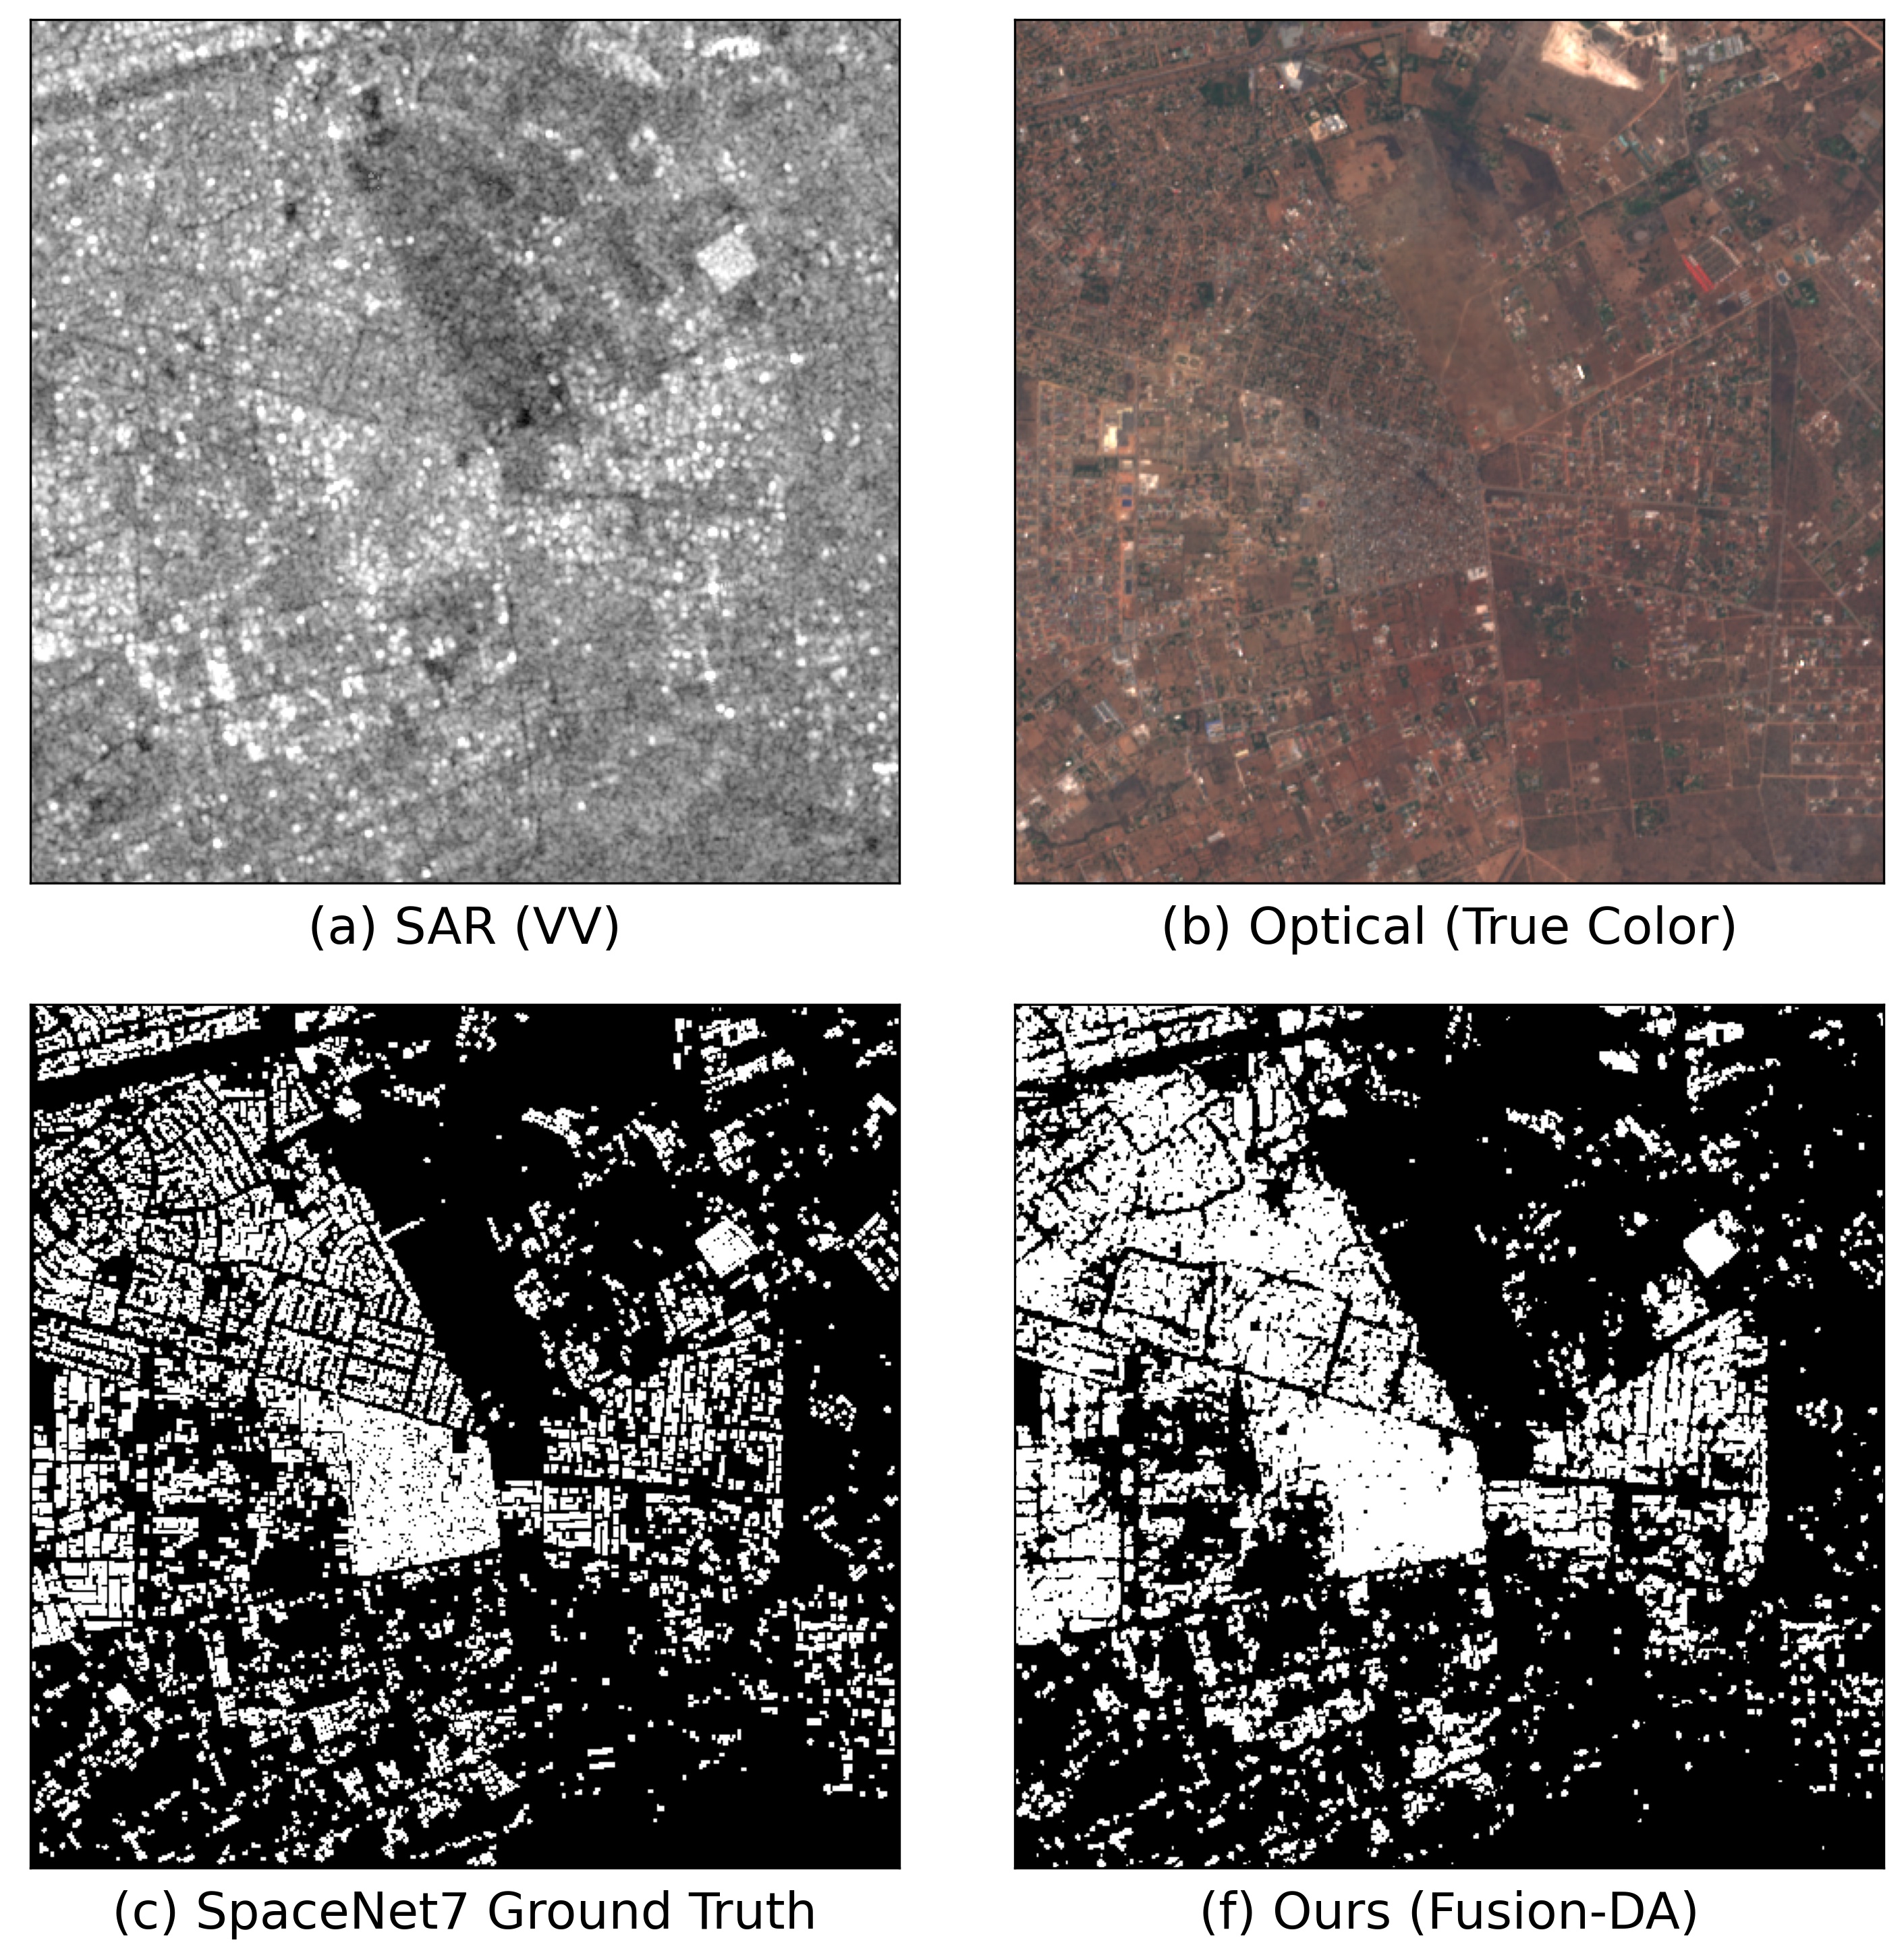 (a) SAR (VV)
(b) Optical (True Color)
(c) SpaceNet7 Ground Truth
(f) Ours (Fusion-DA)